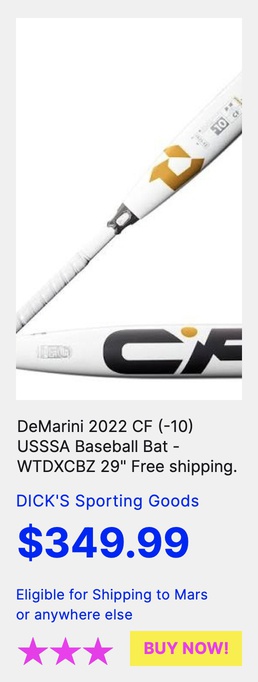 -10
CF
DeMarini 2022 CF (-10)
USSSA Baseball Bat -
WTDXCBZ 29" Free shipping.
DICK'S Sporting Goods
$349.99
Eligible for Shipping to Mars
or anywhere else
BUY NOW!